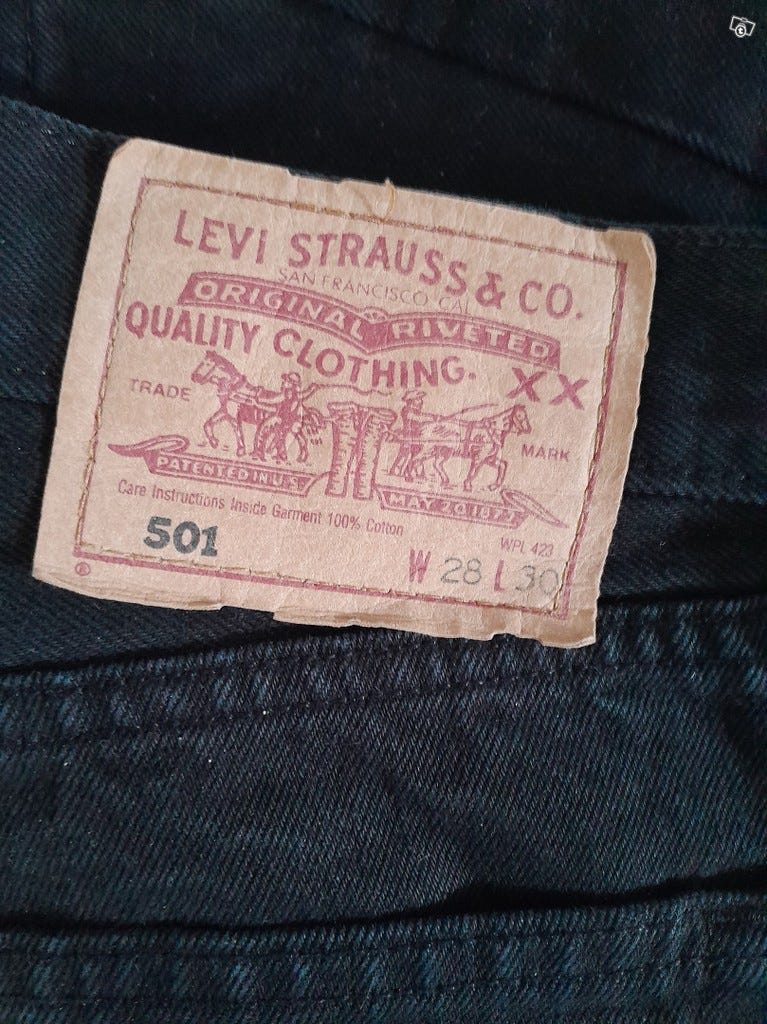 LEVI STRAUSS & CO.
SAN FRANCISCO CAL
ORIGINAL RIVETED
QUALITY CLOTHING. XX
TRADE MARK
PATENTED IN U.S. MAY 20 1873
Care Instructions Inside Garment 100% Cotton
WPL 423
501
W 28 L 30
®